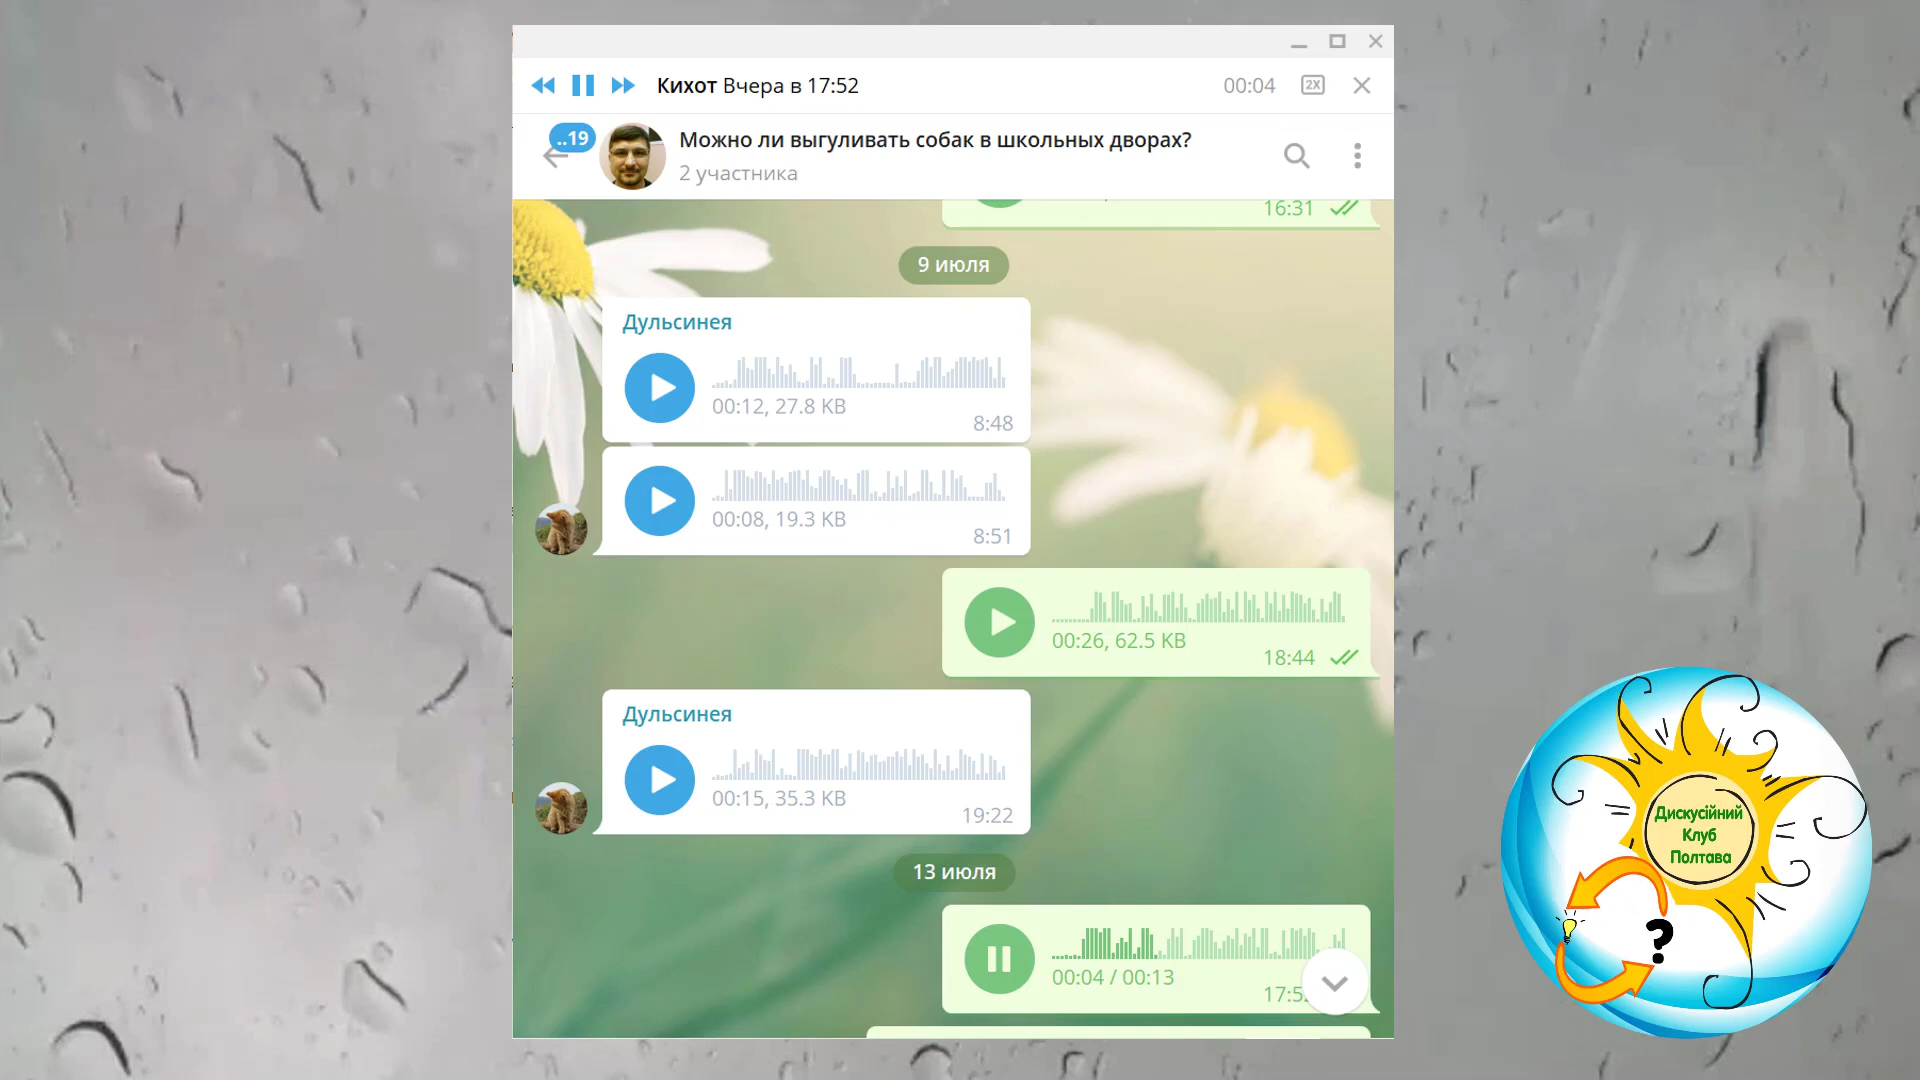 Кихот Вчера в 17:52
00:04
2X
..19
Можно ли выгуливать собак в школьных дворах?
2 участника
16:31
9 июля
Дульсинея
00:12, 27.8 KB
8:48
00:08, 19.3 KB
8:51
00:26, 62.5 KB
18:44
Дульсинея
00:15, 35.3 KB
19:22
13 июля
00:04 / 00:13
Дискусійний
Клуб
Полтава
?